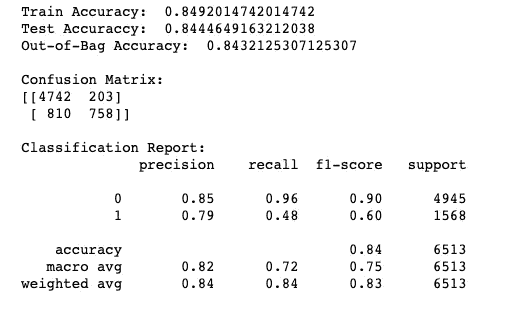 Train Accuracy:  0.8492014742014742
Test Accuraccy:  0.8444649163212038
Out-of-Bag Accuracy:  0.8432125307125307
Confusion Matrix:
[[4742  203]
 [ 810  758]]
Classification Report:
              precision    recall  f1-score   support
           0       0.85      0.96      0.90      4945
           1       0.79      0.48      0.60      1568
    accuracy                           0.84      6513
   macro avg       0.82      0.72      0.75      6513
weighted avg       0.84      0.84      0.83      6513